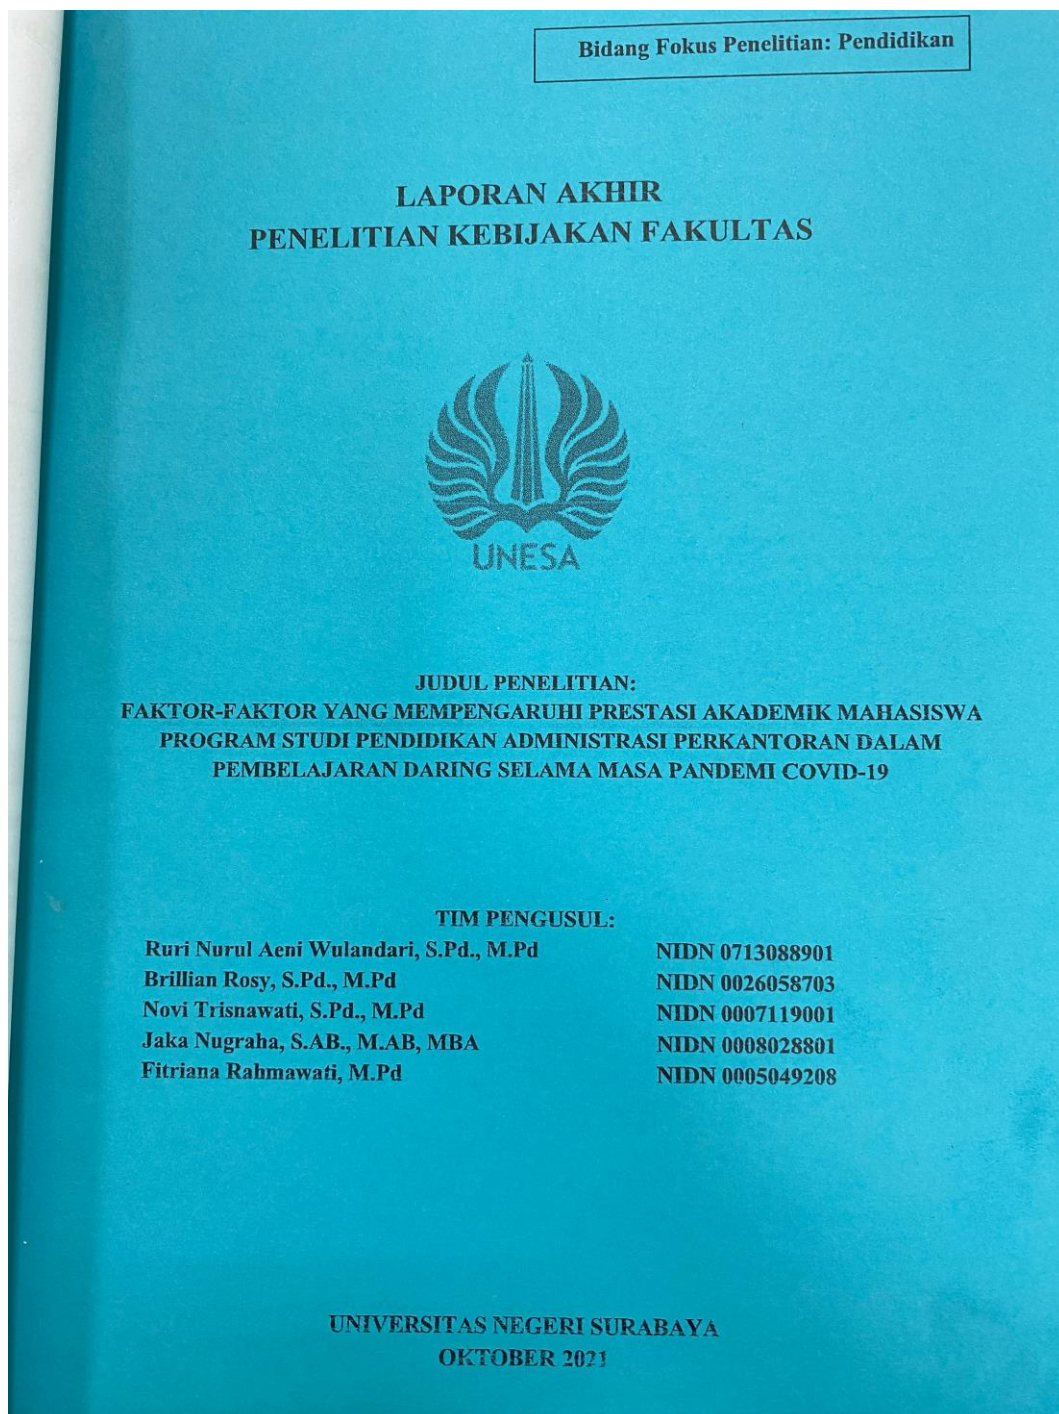 Bidang Fokus Penelitian: Pendidikan
LAPORAN AKHIR
PENELITIAN KEBIJAKAN FAKULTAS
UNESA
JUDUL PENELITIAN:
FAKTOR-FAKTOR YANG MEMPENGARUHI PRESTASI AKADEMIK MAHASISWA
PROGRAM STUDI PENDIDIKAN ADMINISTRASI PERKANTORAN DALAM
PEMBELAJARAN DARING SELAMA MASA PANDEMI COVID-19
TIM PENGUSUL:
Ruri Nurul Aeni Wulandari, S.Pd., M.Pd NIDN 0713088901
Brillian Rosy, S.Pd., M.Pd NIDN 0026058703
Novi Trisnawati, S.Pd., M.Pd NIDN 0007119001
Jaka Nugraha, S.AB., M.AB, MBA NIDN 0008028801
Fitriana Rahmawati, M.Pd NIDN 0005049208
UNIVERSITAS NEGERI SURABAYA
OKTOBER 2021